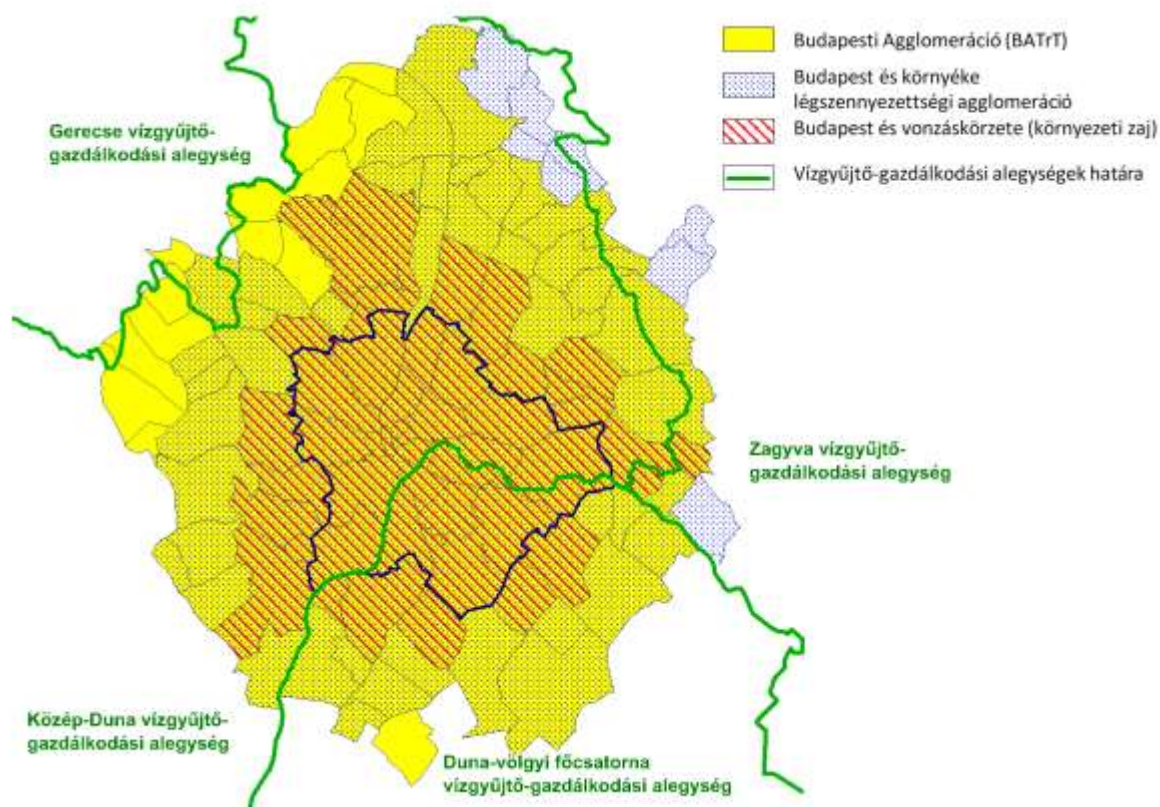 Budapesti Agglomeráció (BATrT)
Budapest és környéke
légszennyezettségi agglomeráció
Budapest és vonzáskörzete (környezeti zaj)
Vízgyűjtő-gazdálkodási alegységek határa
Gerecse vízgyűjtő-
gazdálkodási alegység
Zagyva vízgyűjtő-
gazdálkodási alegység
Közép-Duna vízgyűjtő-
gazdálkodási alegység
Duna-völgyi főcsatorna
vízgyűjtő-gazdálkodási alegység